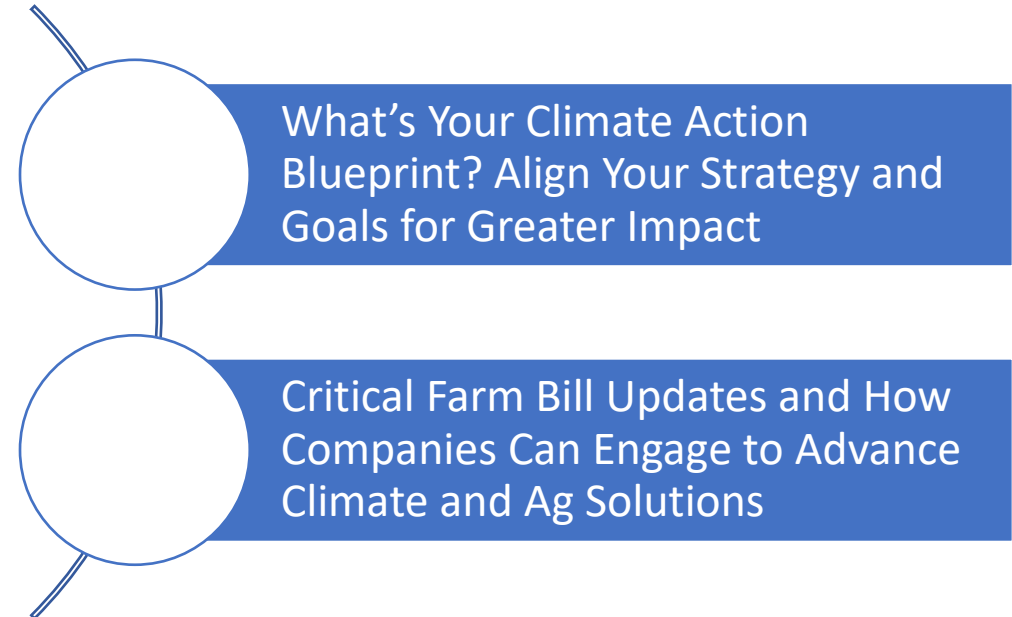 What’s Your Climate Action
Blueprint? Align Your Strategy and
Goals for Greater Impact
Critical Farm Bill Updates and How
Companies Can Engage to Advance
Climate and Ag Solutions